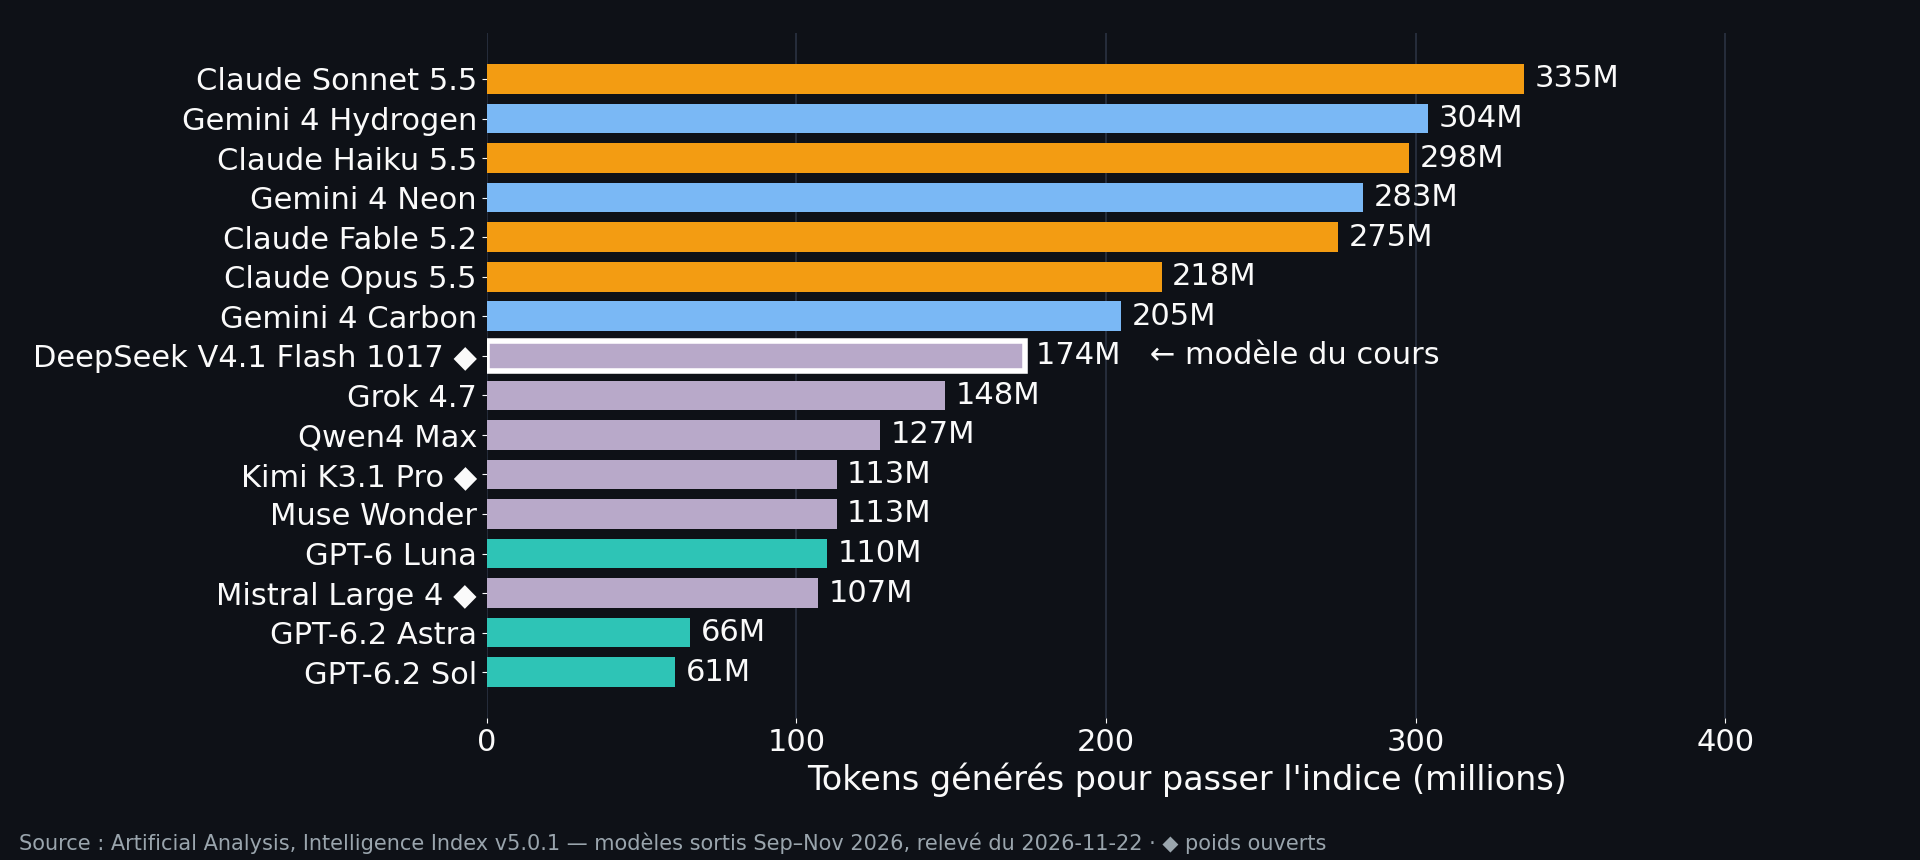 Claude Sonnet 5.5 335M
Gemini 4 Hydrogen 304M
Claude Haiku 5.5 298M
Gemini 4 Neon 283M
Claude Fable 5.2 275M
Claude Opus 5.5 218M
Gemini 4 Carbon 205M
DeepSeek V4.1 Flash 1017 ◆ 174M ← modèle du cours
Grok 4.7 148M
Qwen4 Max 127M
Kimi K3.1 Pro ◆ 113M
Muse Wonder 113M
GPT-6 Luna 110M
Mistral Large 4 ◆ 107M
GPT-6.2 Astra 66M
GPT-6.2 Sol 61M
0 100 200 300 400
Tokens générés pour passer l'indice (millions)
Source : Artificial Analysis, Intelligence Index v5.0.1 — modèles sortis Sep–Nov 2026, relevé du 2026-11-22 · ◆ poids ouverts